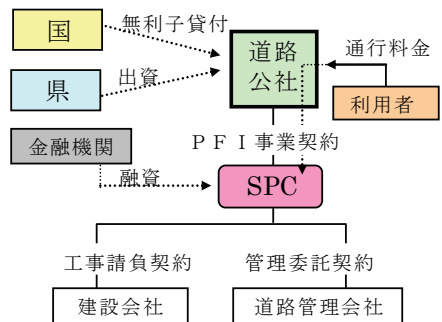 国
無利子貸付
道路
公社
通行料金
県
出資
利用者
金融機関
ＰＦＩ事業契約
融資
SPC
工事請負契約
管理委託契約
建設会社
道路管理会社